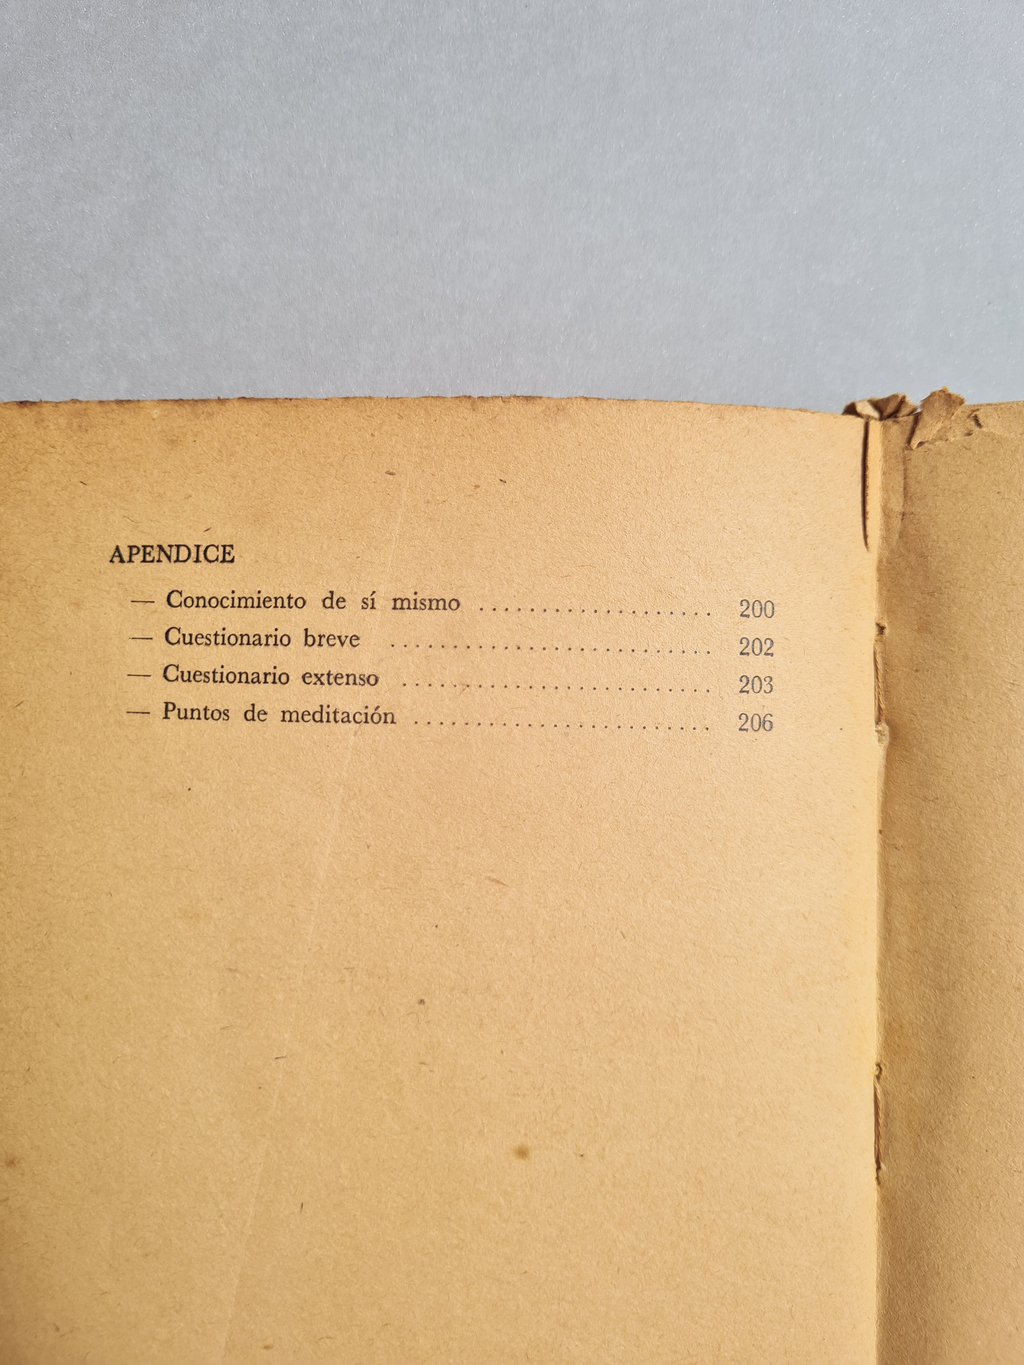 APENDICE
— Conocimiento de sí mismo ................... 200
— Cuestionario breve .......................... 202
— Cuestionario extenso ......................... 203
— Puntos de meditación ........................ 206